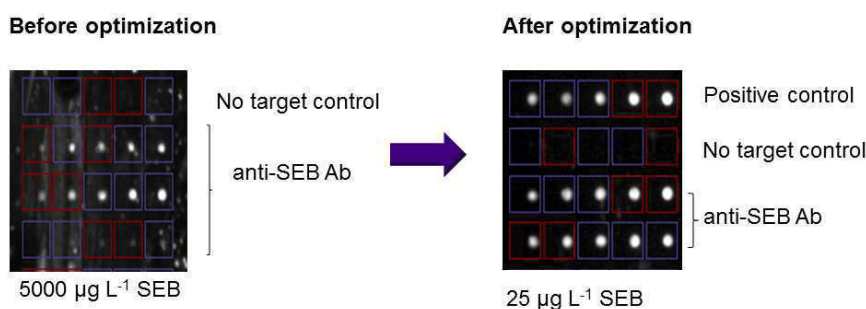 Before optimization
After optimization
No target control
anti-SEB Ab
5000 µg L-1 SEB
Positive control
No target control
anti-SEB Ab
25 µg L-1 SEB